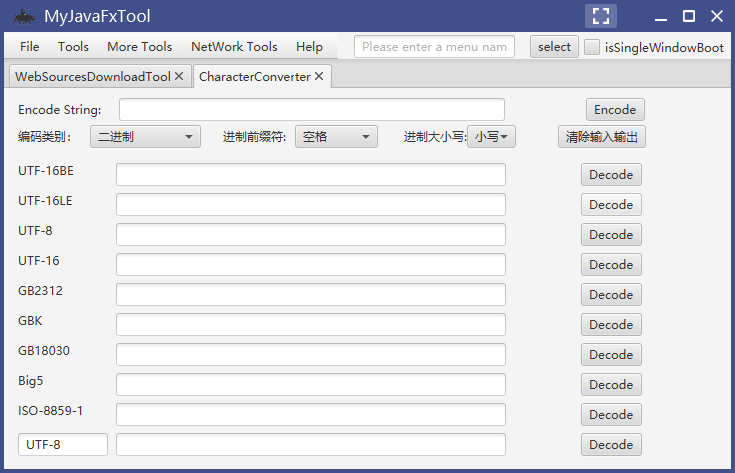 MyJavaFxTool
File Tools More Tools NetWork Tools Help Please enter a menu nam select isSingleWindowBoot
WebSourcesDownloadTool CharacterConverter
Encode String: Encode
编码类别: 二进制 进制前缀符: 空格 进制大小写: 小写 清除输入输出
UTF-16BE Decode
UTF-16LE Decode
UTF-8 Decode
UTF-16 Decode
GB2312 Decode
GBK Decode
GB18030 Decode
Big5 Decode
ISO-8859-1 Decode
UTF-8 Decode